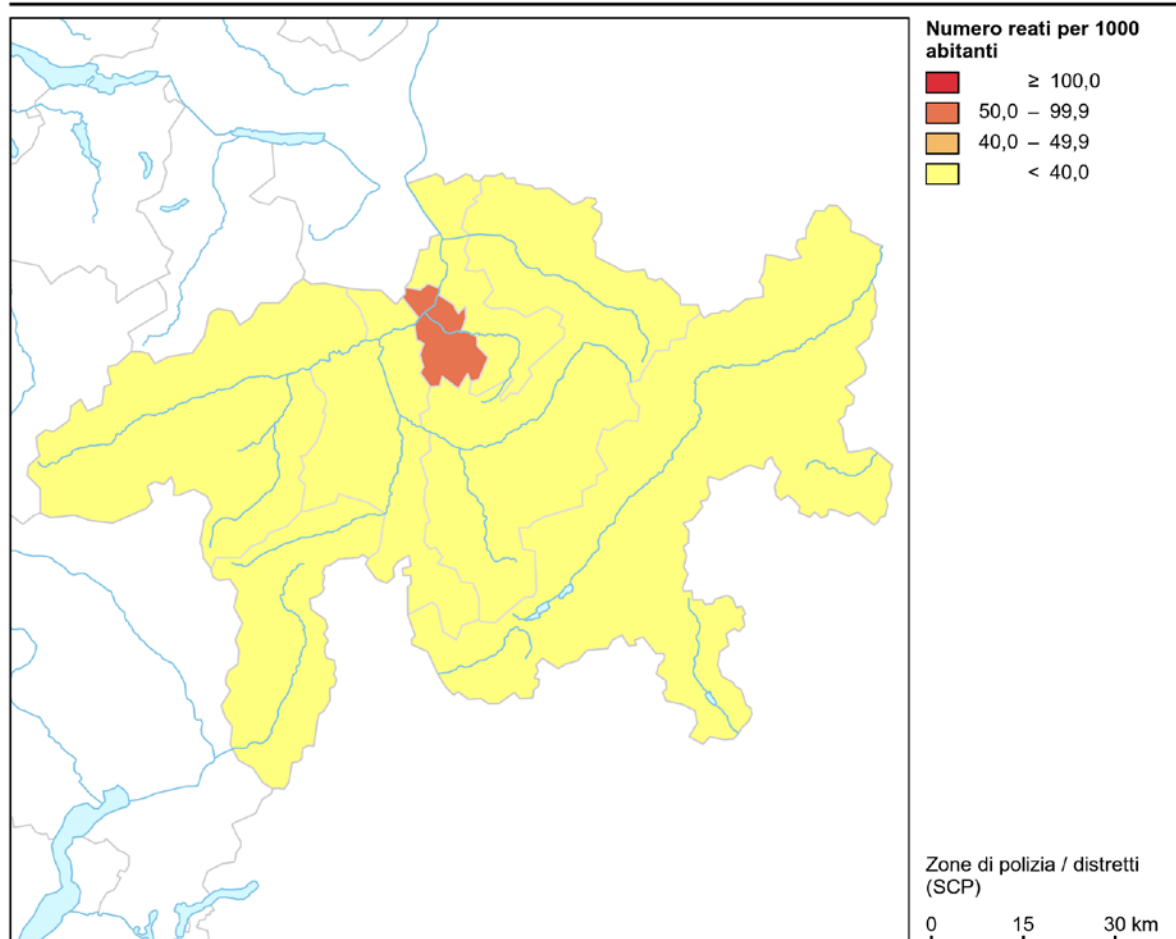 Numero reati per 1000
abitanti
≥ 100,0
50,0 – 99,9
40,0 – 49,9
< 40,0
Zone di polizia / distretti
(SCP)
0 15 30 km